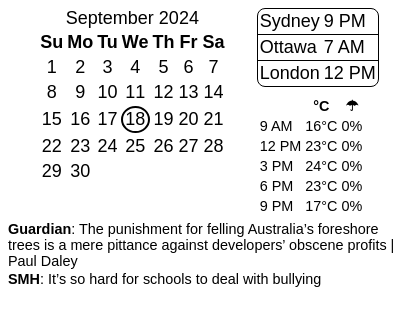 September 2024
Su Mo Tu We Th Fr Sa
1 2 3 4 5 6 7
8 9 10 11 12 13 14
15 16 17 18 19 20 21
22 23 24 25 26 27 28
29 30
Sydney 9 PM
Ottawa 7 AM
London 12 PM
°C ☂
9 AM 16°C 0%
12 PM 23°C 0%
3 PM 24°C 0%
6 PM 23°C 0%
9 PM 17°C 0%
Guardian: The punishment for felling Australia’s foreshore
trees is a mere pittance against developers’ obscene profits |
Paul Daley
SMH: It’s so hard for schools to deal with bullying